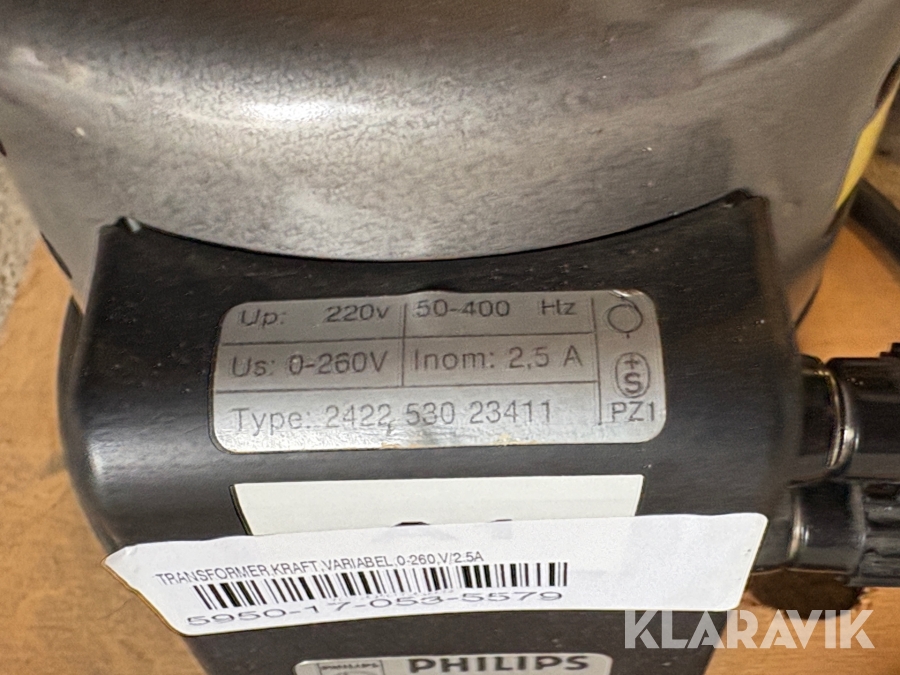 Up: 220v 50-400 Hz
Us: 0-260V Inom: 2,5 A
+S
Type: 2422 530 23411 PZ1
TRANSFORMER,KRAFT,VARIABEL,0-260,V/2.5A
5950-17-053-5579
PHILIPS PHILIPS
KLARAVIK